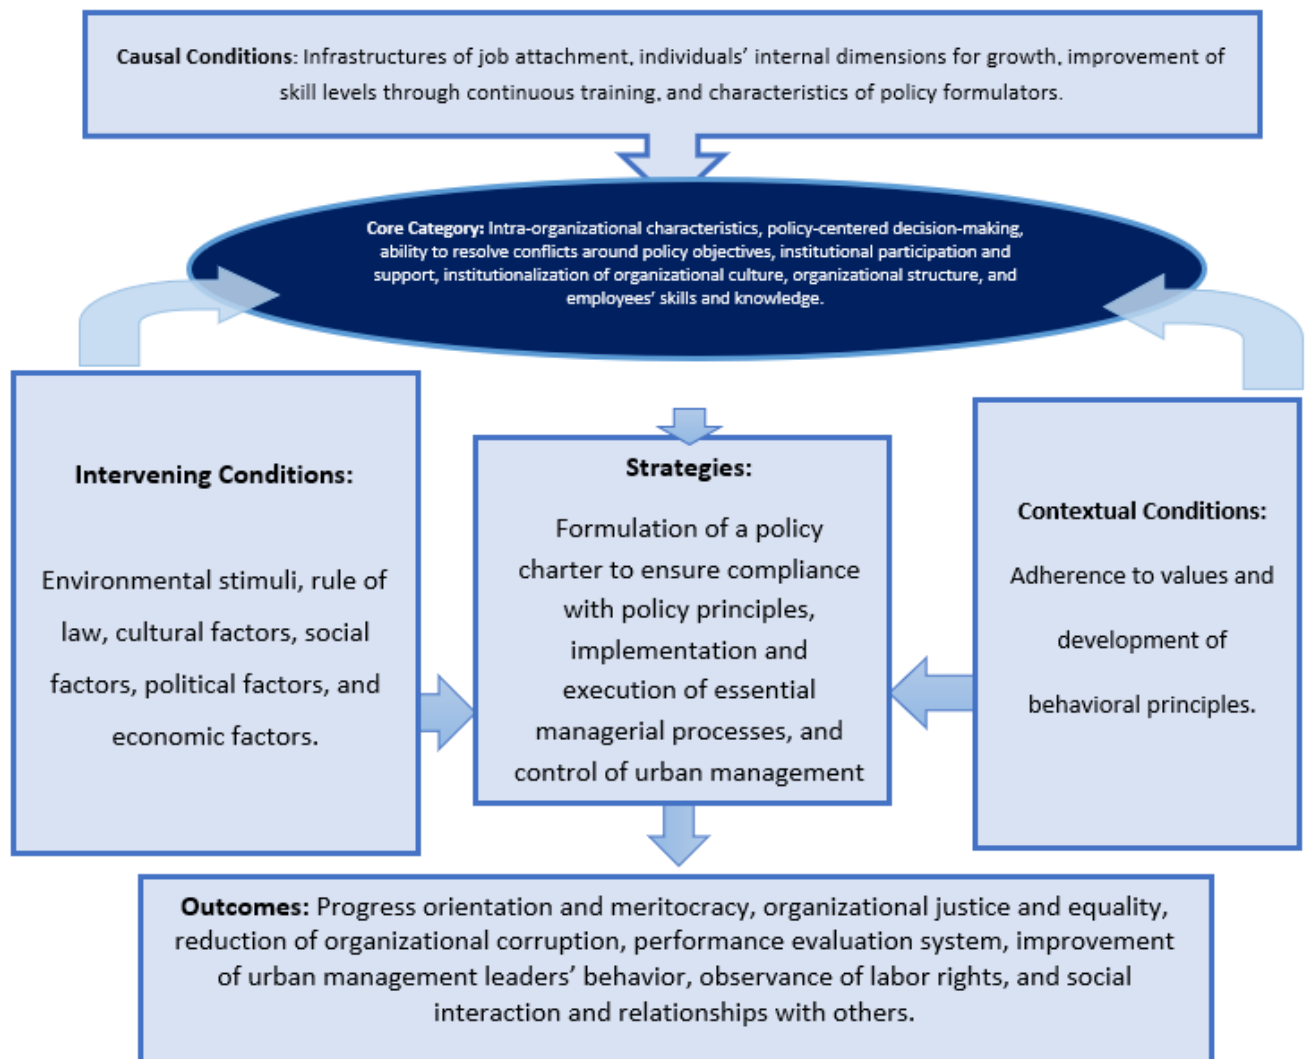 Causal Conditions: Infrastructures of job attachment, individuals' internal dimensions for growth, improvement of
skill levels through continuous training, and characteristics of policy formulators.
Core Category: Intra-organizational characteristics, policy-centered decision-making,
ability to resolve conflicts around policy objectives, institutional participation and
support, institutionalization of organizational culture, organizational structure, and
employees' skills and knowledge.
Intervening Conditions:
Environmental stimuli, rule of
law, cultural factors, social
factors, political factors, and
economic factors.
Strategies:
Formulation of a policy
charter to ensure compliance
with policy principles,
implementation and
execution of essential
managerial processes, and
control of urban management
Contextual Conditions:
Adherence to values and
development of
behavioral principles.
Outcomes: Progress orientation and meritocracy, organizational justice and equality,
reduction of organizational corruption, performance evaluation system, improvement
of urban management leaders' behavior, observance of labor rights, and social
interaction and relationships with others.